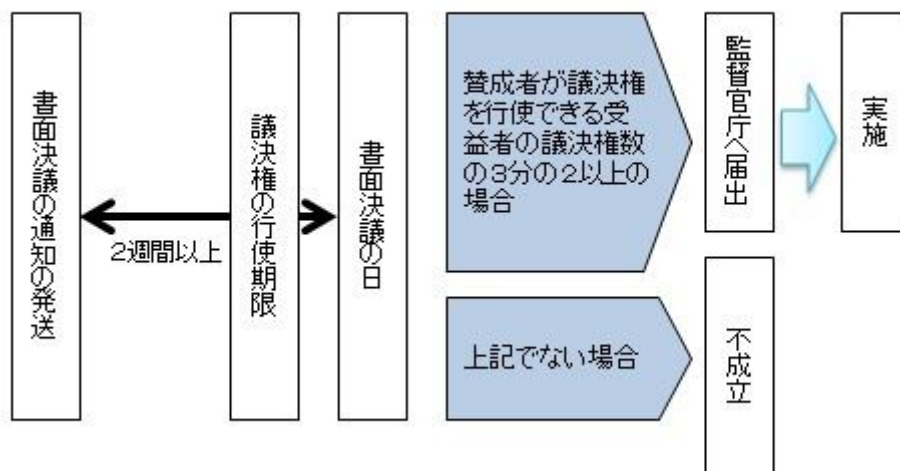 書面決議の通知の発送
2週間以上
議決権の行使期限
書面決議の日
賛成者が議決権
を行使できる受
益者の議決権数
の3分の2以上の
場合
監督官庁へ届出
実施
上記でない場合
不成立